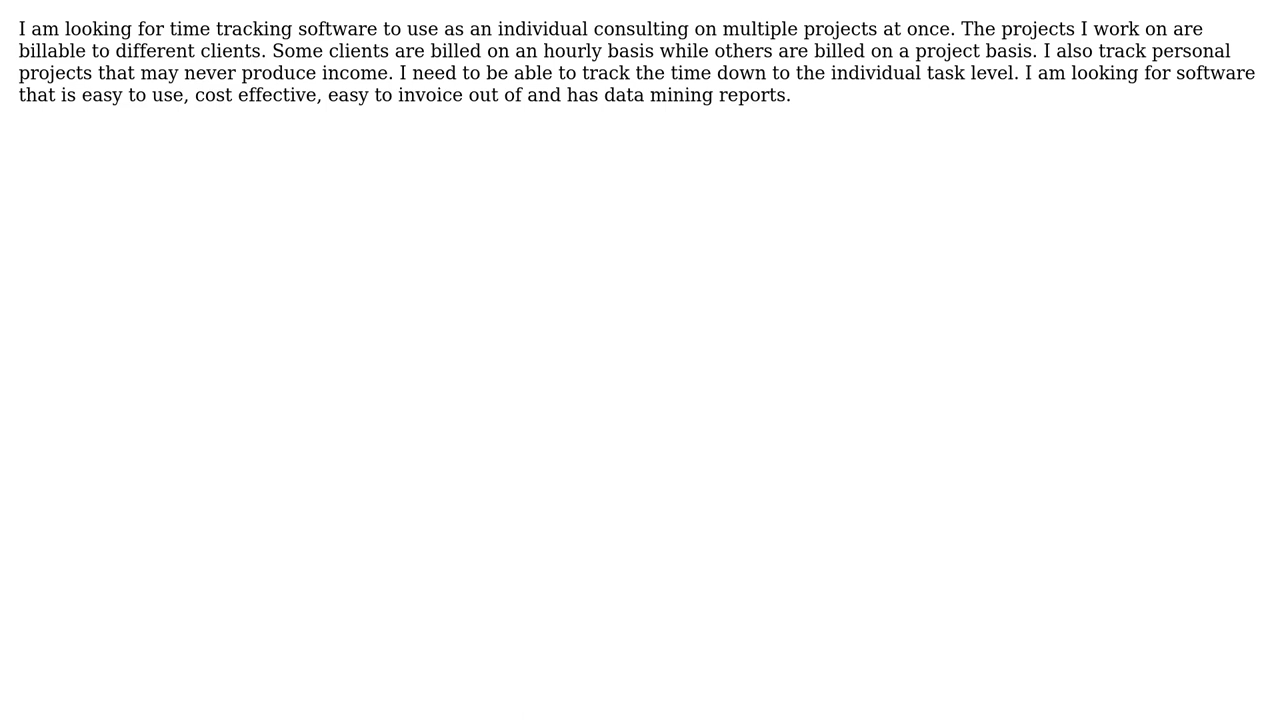 I am looking for time tracking software to use as an individual consulting on multiple projects at once. The projects I work on are
billable to different clients. Some clients are billed on an hourly basis while others are billed on a project basis. I also track personal
projects that may never produce income. I need to be able to track the time down to the individual task level. I am looking for software
that is easy to use, cost effective, easy to invoice out of and has data mining reports.